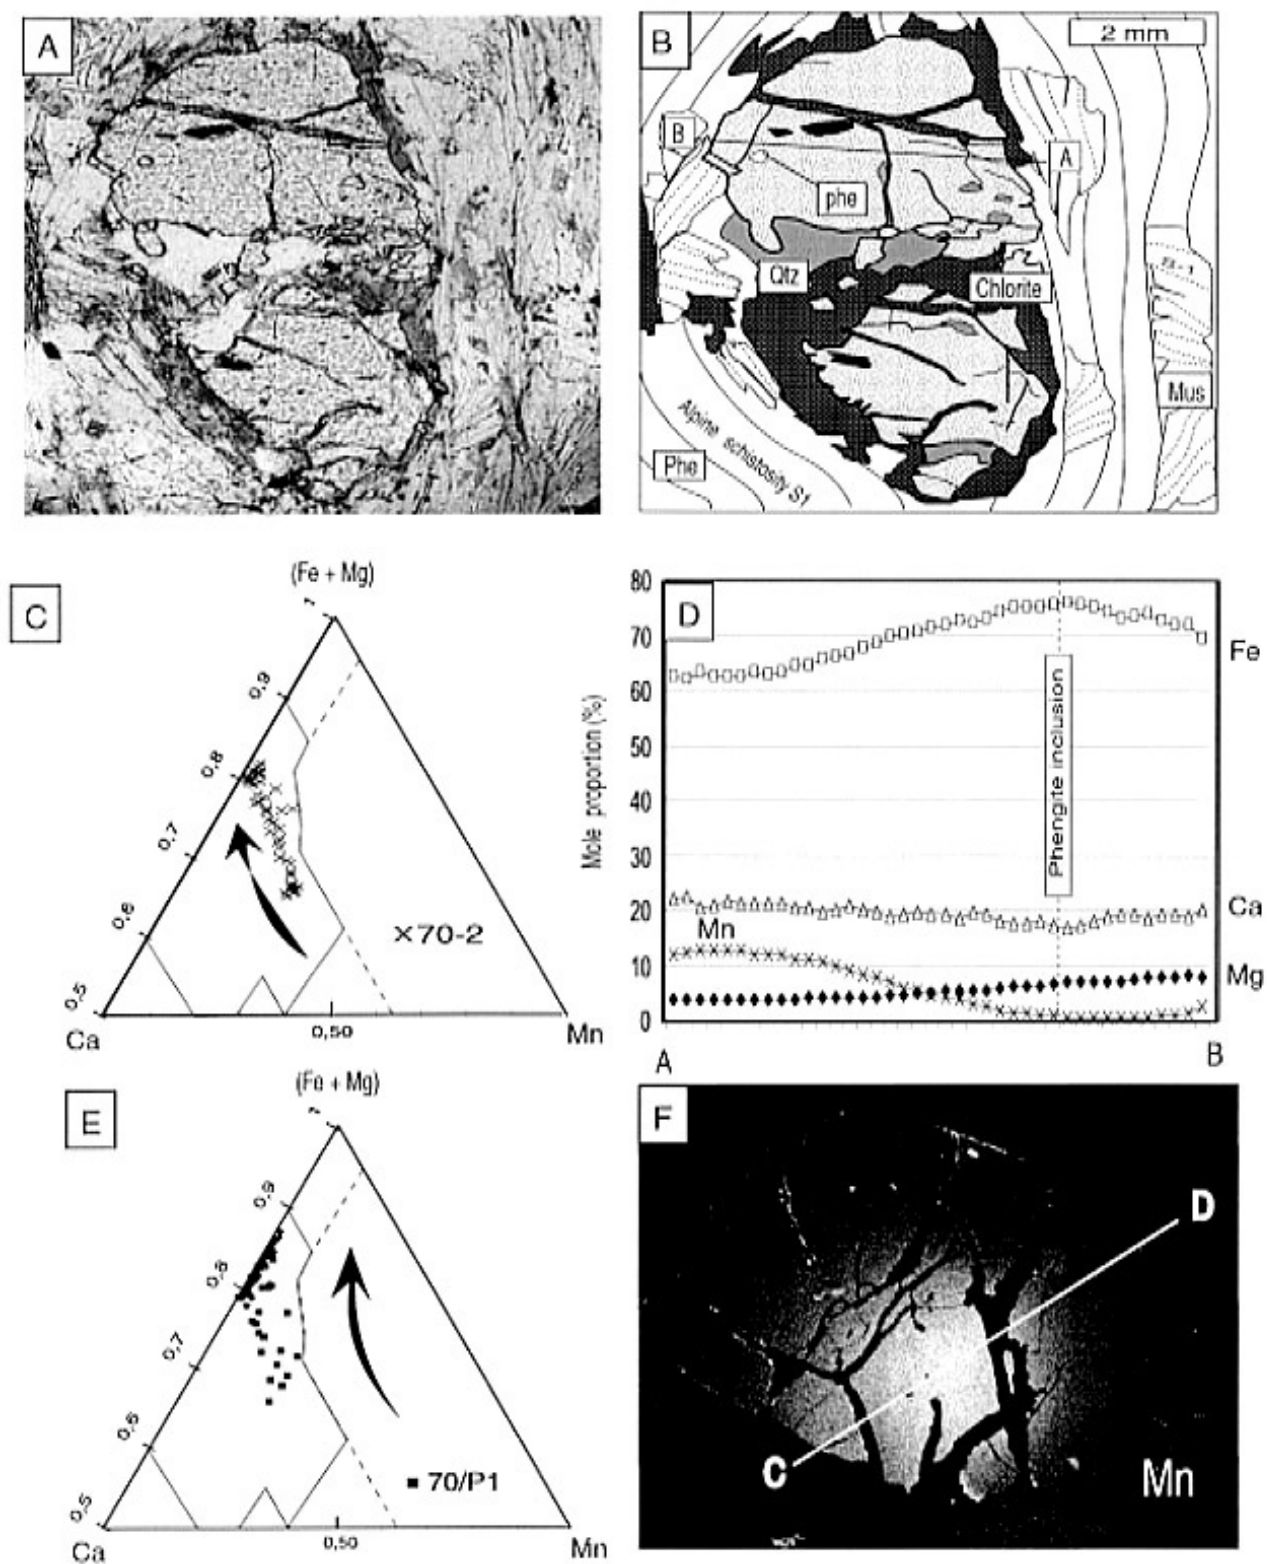 A
B
2 mm
B
A
phe
Qtz
Chlorite
S-1
Mus
Alpine schistosity S1
Phe
C
(Fe + Mg)
1
0,9
0,8
0,7
0,6
0,5
Ca
0,50
Mn
×70-2
D
Mole proportion (%)
80
70
60
50
40
30
20
10
0
Fe
Ca
Mn
Mg
Phengite inclusion
A
B
E
(Fe + Mg)
1
0,9
0,8
0,7
0,6
0,5
Ca
0,50
Mn
70/P1
F
D
C
Mn